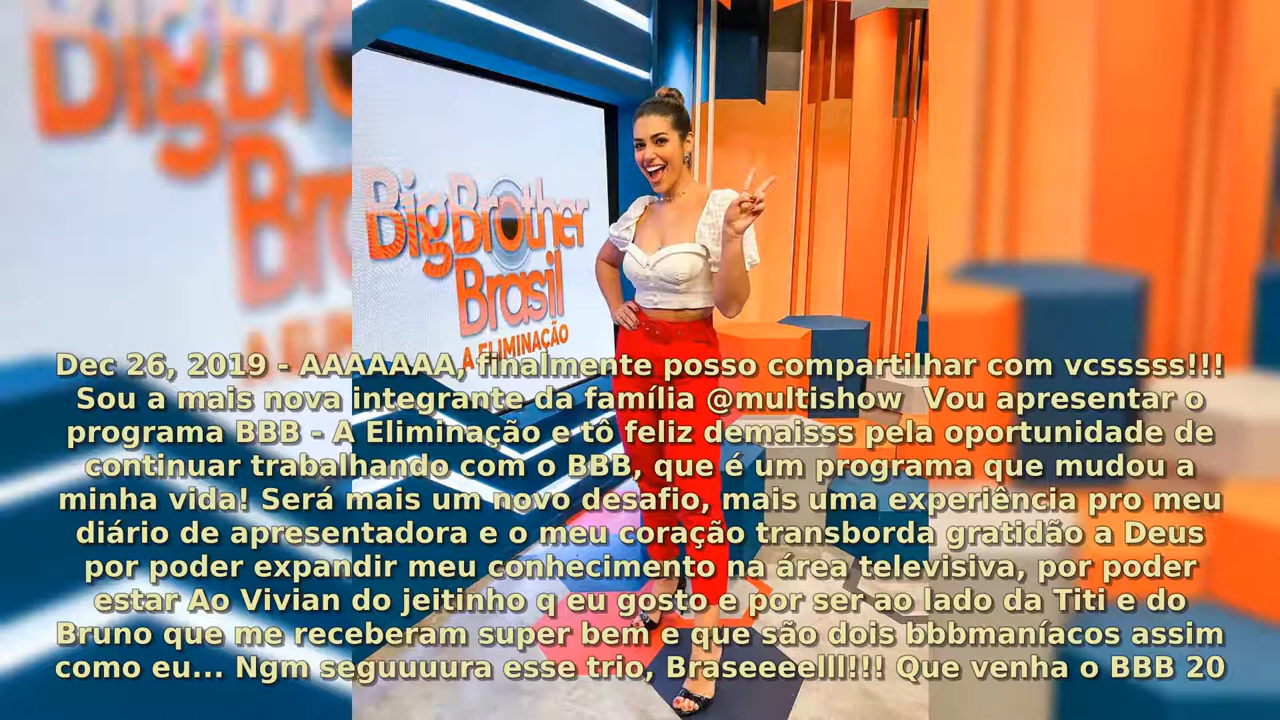 BigBrother
Brasil
A ELIMINAÇÃO
Dec 26, 2019 - AAAAAAA, finalmente posso compartilhar com vcsssss!!!
Sou a mais nova integrante da família @multishow Vou apresentar o
programa BBB - A Eliminação e tô feliz demaisss pela oportunidade de
continuar trabalhando com o BBB, que é um programa que mudou a
minha vida! Será mais um novo desafio, mais uma experiência pro meu
diário de apresentadora e o meu coração transborda gratidão a Deus
por poder expandir meu conhecimento na área televisiva, por poder
estar Ao Vivian do jeitinho q eu gosto e por ser ao lado da Titi e do
Bruno que me receberam super bem e que são dois bbbmaníacos assim
como eu... Ngm seguuuura esse trio, Braseeeelll!!! Que venha o BBB 20